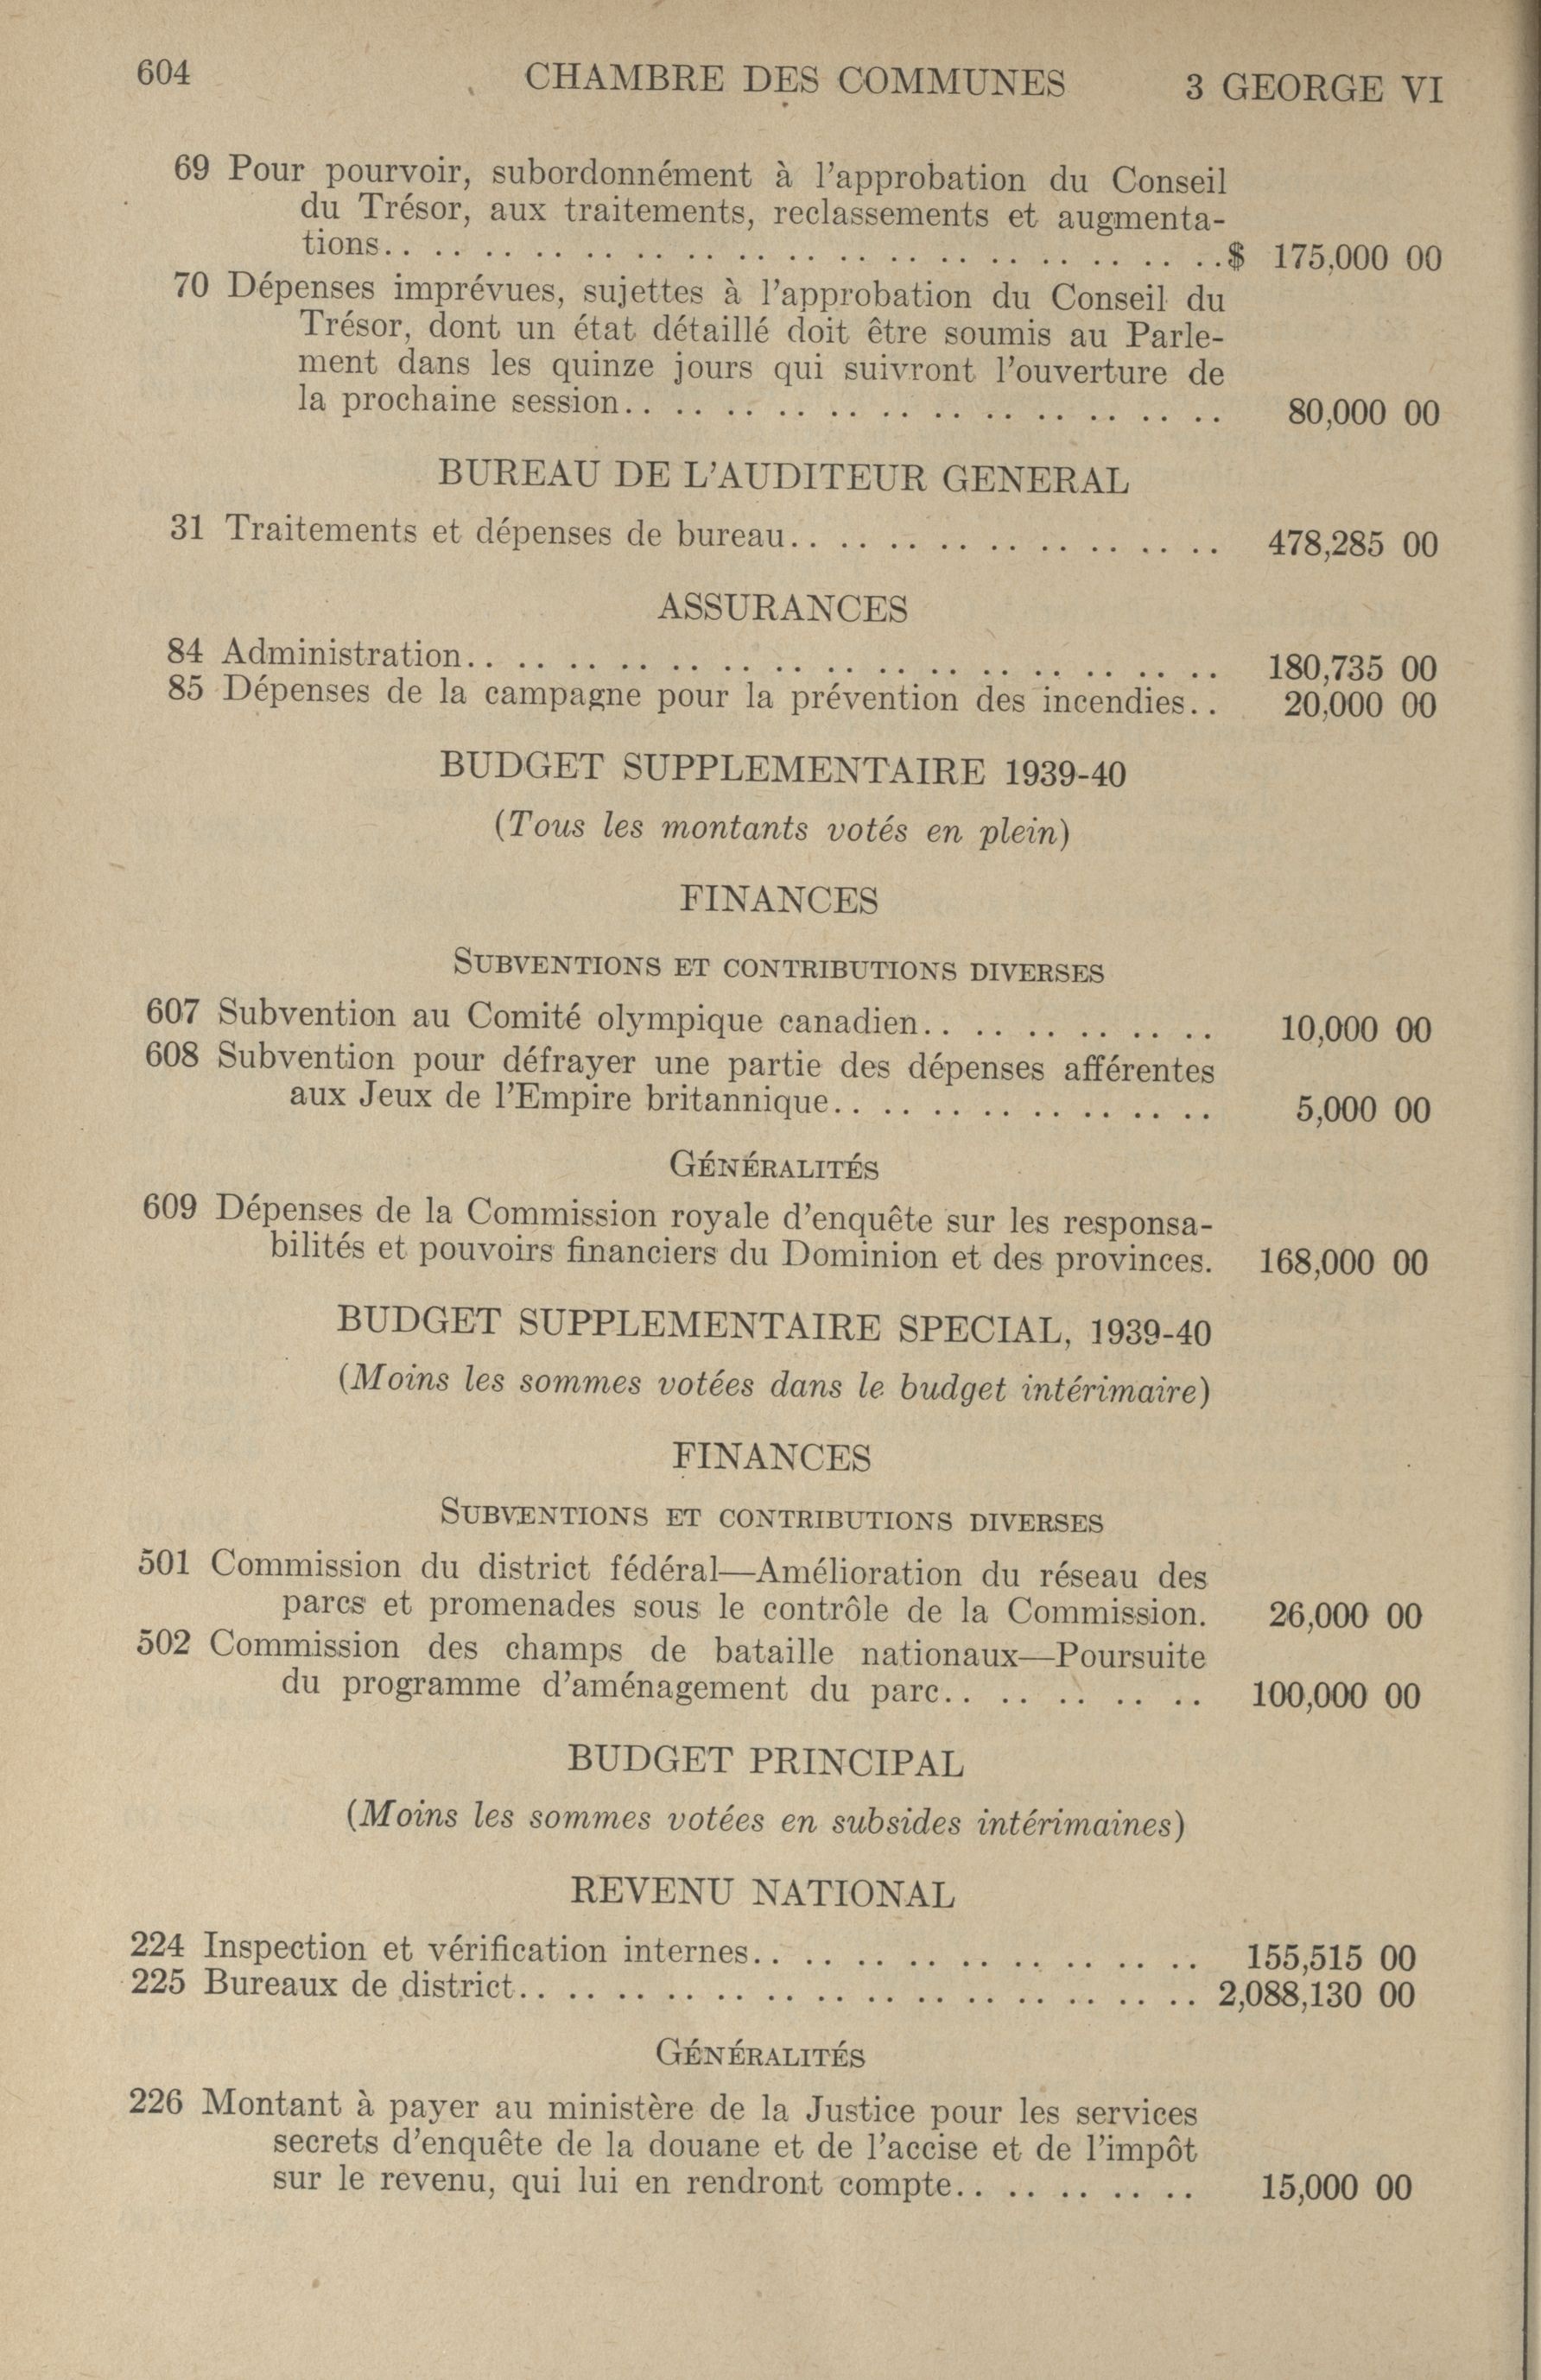 604 CHAMBRE DES COMMUNES 3 GEORGE VI
69 Pour pourvoir, subordonnément à l'approbation du Conseil
du Trésor, aux traitements, reclassements et augmenta-
tions.. .. .. .. .. .. .. .. .. .. .. .. .. .. .. .. ..$ 175,000 00
70 Dépenses imprévues, sujettes à l'approbation du Conseil du
Trésor, dont un état détaillé doit être soumis au Parle-
ment dans les quinze jours qui suivront l'ouverture de
la prochaine session.. .. .. .. .. .. .. .. .. .. .. .. 80,000 00
BUREAU DE L'AUDITEUR GENERAL
31 Traitements et dépenses de bureau.. .. .. .. .. .. .. .. .. 478,285 00
ASSURANCES
84 Administration.. .. .. .. .. .. .. .. .. .. .. .. .. .. .. 180,735 00
85 Dépenses de la campagne pour la prévention des incendies.. 20,000 00
BUDGET SUPPLEMENTAIRE 1939-40
(Tous les montants votés en plein)
FINANCES
SUBVENTIONS ET CONTRIBUTIONS DIVERSES
607 Subvention au Comité olympique canadien.. .. .. .. .. .. 10,000 00
608 Subvention pour défrayer une partie des dépenses afférentes
aux Jeux de l'Empire britannique.. .. .. .. .. .. .. .. 5,000 00
GÉNÉRALITÉS
609 Dépenses de la Commission royale d'enquête sur les responsa-
bilités et pouvoirs financiers du Dominion et des provinces. 168,000 00
BUDGET SUPPLEMENTAIRE SPECIAL, 1939-40
(Moins les sommes votées dans le budget intérimaire)
FINANCES
SUBVENTIONS ET CONTRIBUTIONS DIVERSES
501 Commission du district fédéral—Amélioration du réseau des
parcs et promenades sous le contrôle de la Commission. 26,000 00
502 Commission des champs de bataille nationaux—Poursuite
du programme d'aménagement du parc.. .. .. .. .. .. 100,000 00
BUDGET PRINCIPAL
(Moins les sommes votées en subsides intérimaines)
REVENU NATIONAL
224 Inspection et vérification internes.. .. .. .. .. .. .. .. .. 155,515 00
225 Bureaux de district.. .. .. .. .. .. .. .. .. .. .. .. .. .. 2,088,130 00
GÉNÉRALITÉS
226 Montant à payer au ministère de la Justice pour les services
secrets d'enquête de la douane et de l'accise et de l'impôt
sur le revenu, qui lui en rendront compte.. .. .. .. .. 15,000 00